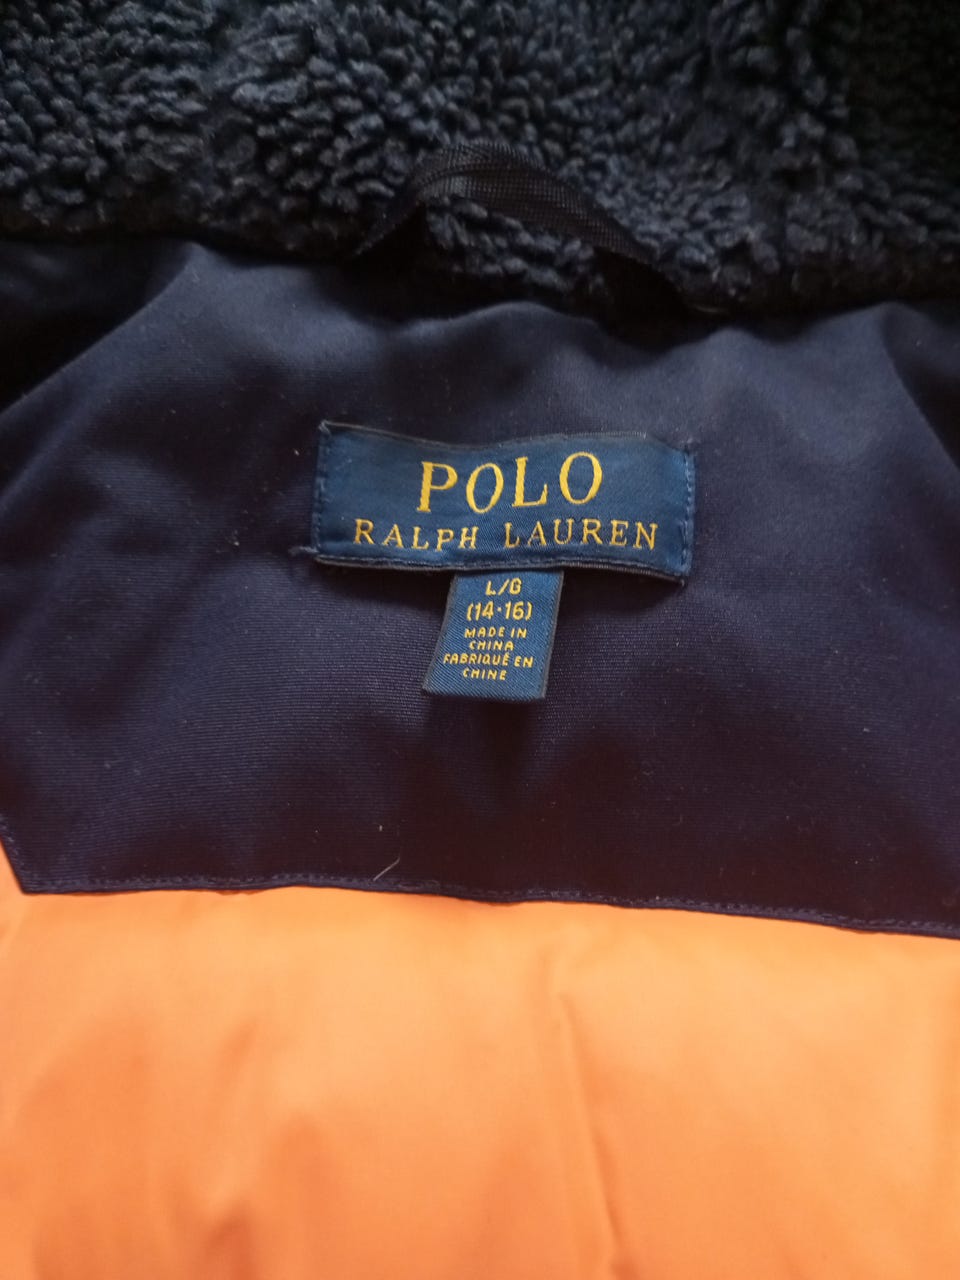 POLO
RALPH LAUREN
L/G
(14-16)
MADE IN
CHINA
FABRIQUÉ EN
CHINE